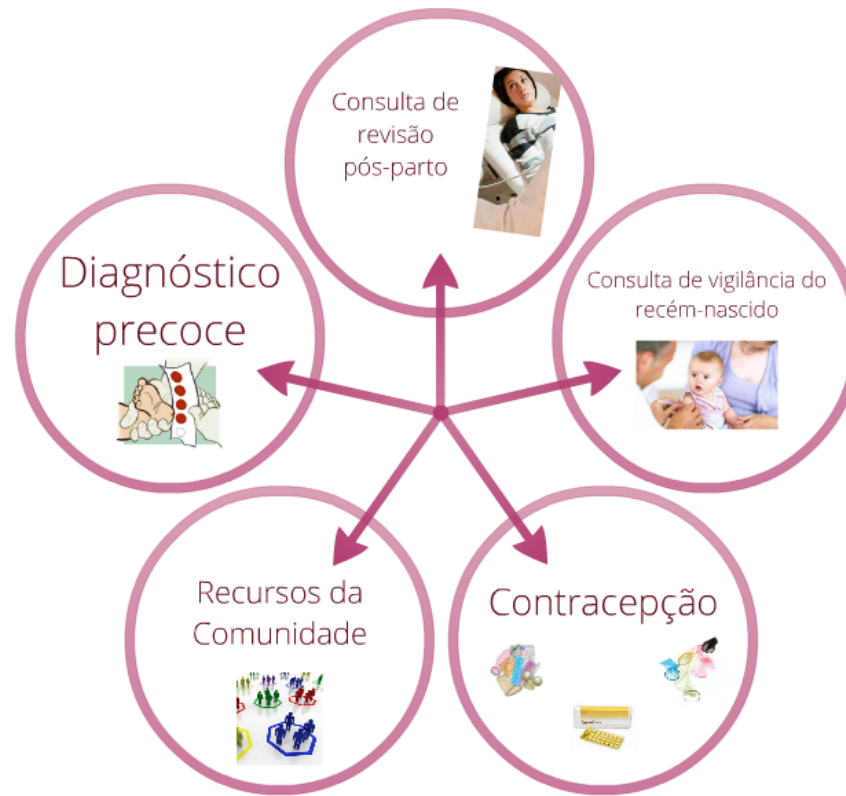 Consulta de
revisão
pós-parto
Diagnóstico
precoce
Consulta de vigilância do
recém-nascido
Recursos da
Comunidade
Contracepção